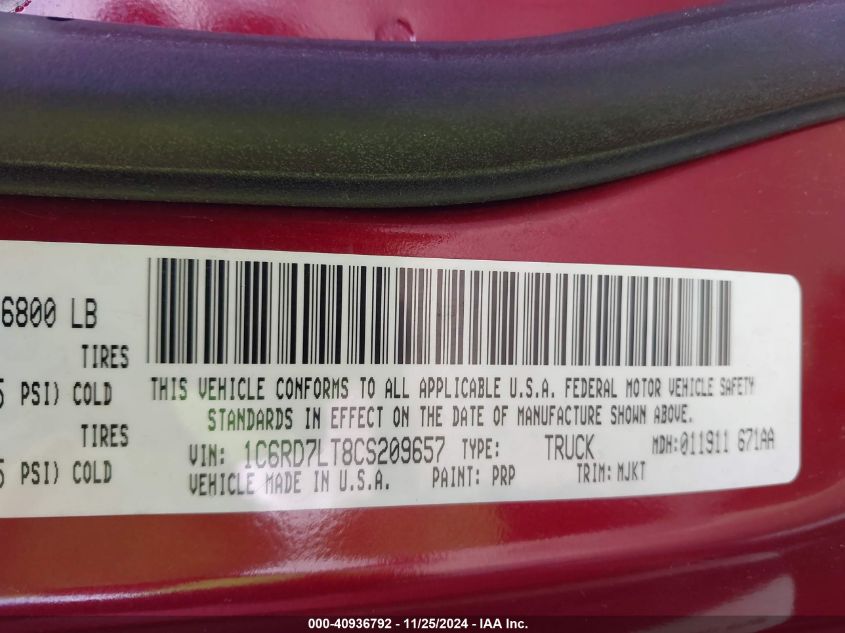 6800 LB
TIRES
PSI) COLD
TIRES
PSI) COLD
THIS VEHICLE CONFORMS TO ALL APPLICABLE U.S.A. FEDERAL MOTOR VEHICLE SAFETY
STANDARDS IN EFFECT ON THE DATE OF MANUFACTURE SHOWN ABOVE.
VIN: 1C6RD7LT8CS209657 TYPE: TRUCK MDH:011911 671AA
VEHICLE MADE IN U.S.A. PAINT: PRP TRIM: MJKT
000-40936792 - 11/25/2024 - IAA Inc.